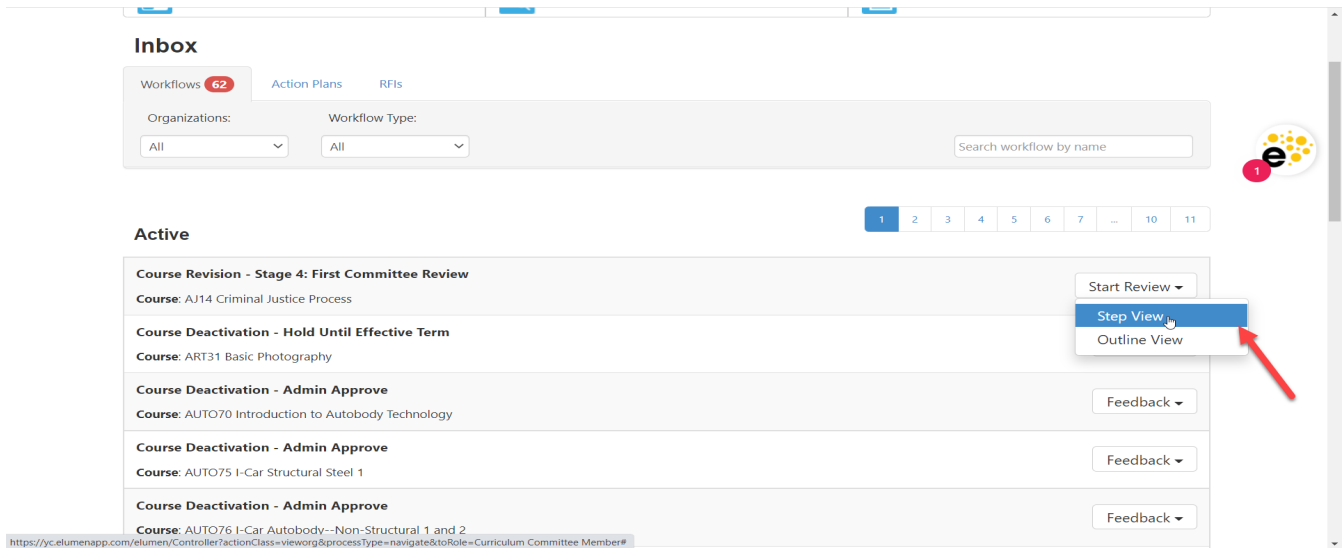 Inbox
Workflows 62 Action Plans RFIs
Organizations: Workflow Type:
All All Search workflow by name
e
1
1 2 3 4 5 6 7 ... 10 11
Active
Course Revision - Stage 4: First Committee Review
Course: AJ14 Criminal Justice Process
Start Review
Step View
Outline View
Course Deactivation - Hold Until Effective Term
Course: ART31 Basic Photography
Course Deactivation - Admin Approve
Course: AUTO70 Introduction to Autobody Technology
Feedback
Course Deactivation - Admin Approve
Course: AUTO75 I-Car Structural Steel 1
Feedback
Course Deactivation - Admin Approve
Course: AUTO76 I-Car Autobody--Non-Structural 1 and 2
Feedback
https://yc.elumenapp.com/elumen/Controller?actionClass=vieworg&processType=navigate&toRole=Curriculum Committee Member#